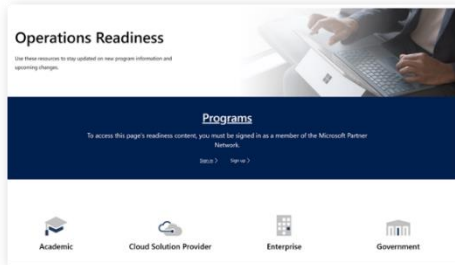 Operations Readiness
Use these resources to stay updated on new program information and
upcoming changes.
Programs
To access this page's readiness content, you must be signed in as a member of the Microsoft Partner
Network.
Sign in > Sign up >
Academic Cloud Solution Provider Enterprise Government